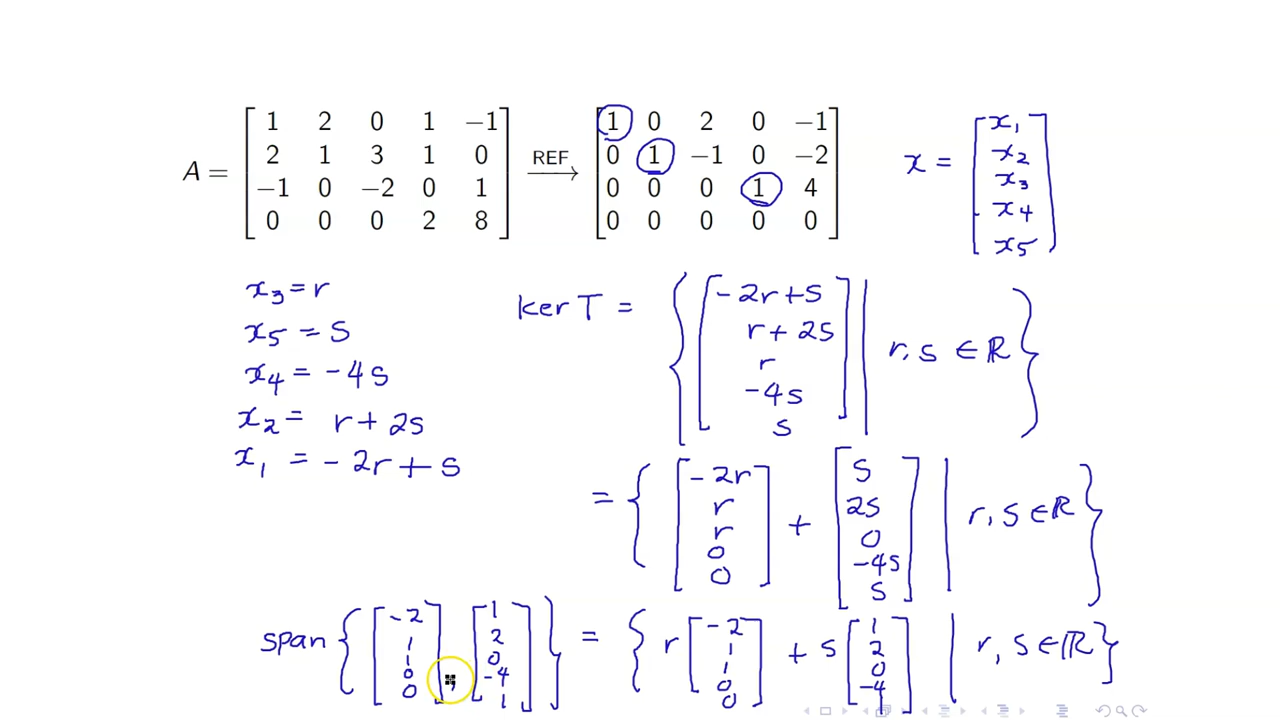 A = [ 1 2 0 1 −1 ; 2 1 3 1 0 ; −1 0 −2 0 1 ; 0 0 0 2 8 ] REF → [ 1 0 2 0 −1 ; 0 1 −1 0 −2 ; 0 0 0 1 4 ; 0 0 0 0 0 ] x = [ x₁ ; x₂ ; x₃ ; x₄ ; x₅ ]
x₃ = r
x₅ = s
x₄ = -4s
x₂ = r + 2s
x₁ = -2r + s
ker T = { [ -2r+s ; r+2s ; r ; -4s ; s ] | r, s ∈ ℝ }
= { [ -2r ; r ; r ; 0 ; 0 ] + [ s ; 2s ; 0 ; -4s ; s ] | r, s ∈ ℝ }
span { [ -2 ; 1 ; 1 ; 0 ; 0 ] , [ 1 ; 2 ; 0 ; -4 ; 1 ] } = { r [ -2 ; 1 ; 1 ; 0 ; 0 ] + s [ 1 ; 2 ; 0 ; -4 ; 1 ] | r, s ∈ ℝ }